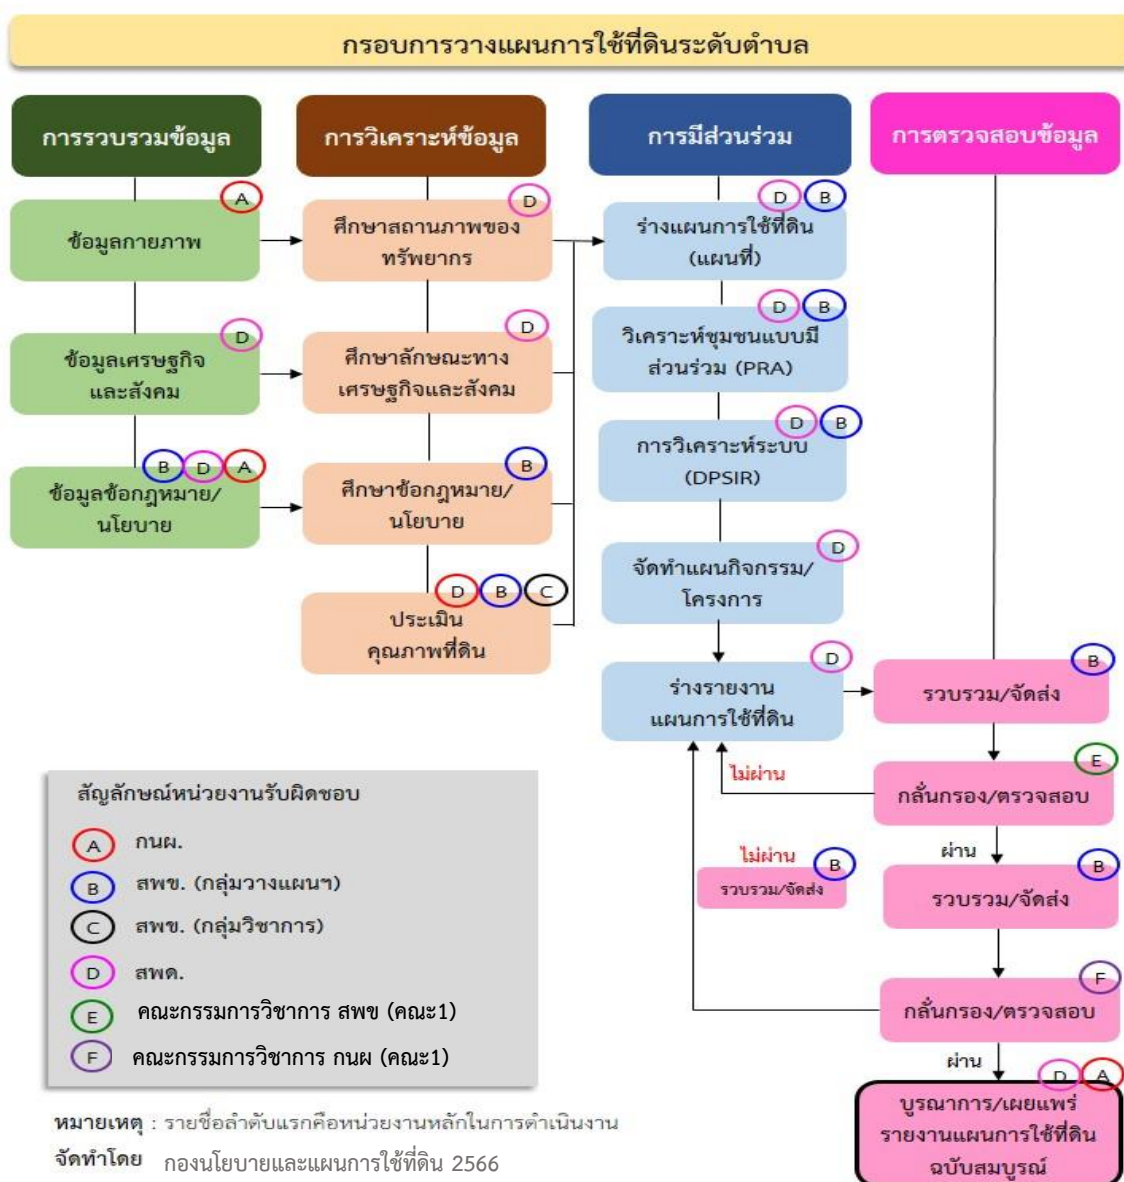 กรอบการวางแผนการใช้ที่ดินระดับตำบล
การรวบรวมข้อมูล
การวิเคราะห์ข้อมูล
การมีส่วนร่วม
การตรวจสอบข้อมูล
A
ข้อมูลกายภาพ
D
ข้อมูลเศรษฐกิจ
และสังคม
B D A
ข้อมูลข้อกฎหมาย/
นโยบาย
D
ศึกษาสถานภาพของ
ทรัพยากร
D
ศึกษาลักษณะทาง
เศรษฐกิจและสังคม
B
ศึกษาข้อกฎหมาย/
นโยบาย
D B C
ประเมิน
คุณภาพที่ดิน
D B
ร่างแผนการใช้ที่ดิน
(แผนที่)
D B
วิเคราะห์ชุมชนแบบมี
ส่วนร่วม (PRA)
D B
การวิเคราะห์ระบบ
(DPSIR)
D
จัดทำแผนกิจกรรม/
โครงการ
D
ร่างรายงาน
แผนการใช้ที่ดิน
B
รวบรวม/จัดส่ง
E
กลั่นกรอง/ตรวจสอบ
ไม่ผ่าน
ผ่าน
B
รวบรวม/จัดส่ง
ไม่ผ่าน
B
รวบรวม/จัดส่ง
F
กลั่นกรอง/ตรวจสอบ
ผ่าน
D A
บูรณาการ/เผยแพร่
รายงานแผนการใช้ที่ดิน
ฉบับสมบูรณ์
สัญลักษณ์หน่วยงานรับผิดชอบ
A กนผ.
B สพข. (กลุ่มวางแผนฯ)
C สพข. (กลุ่มวิชาการ)
D สพด.
E คณะกรรมการวิชาการ สพข (คณะ1)
F คณะกรรมการวิชาการ กนผ (คณะ1)
หมายเหตุ : รายชื่อลำดับแรกคือหน่วยงานหลักในการดำเนินงาน
จัดทำโดย กองนโยบายและแผนการใช้ที่ดิน 2566